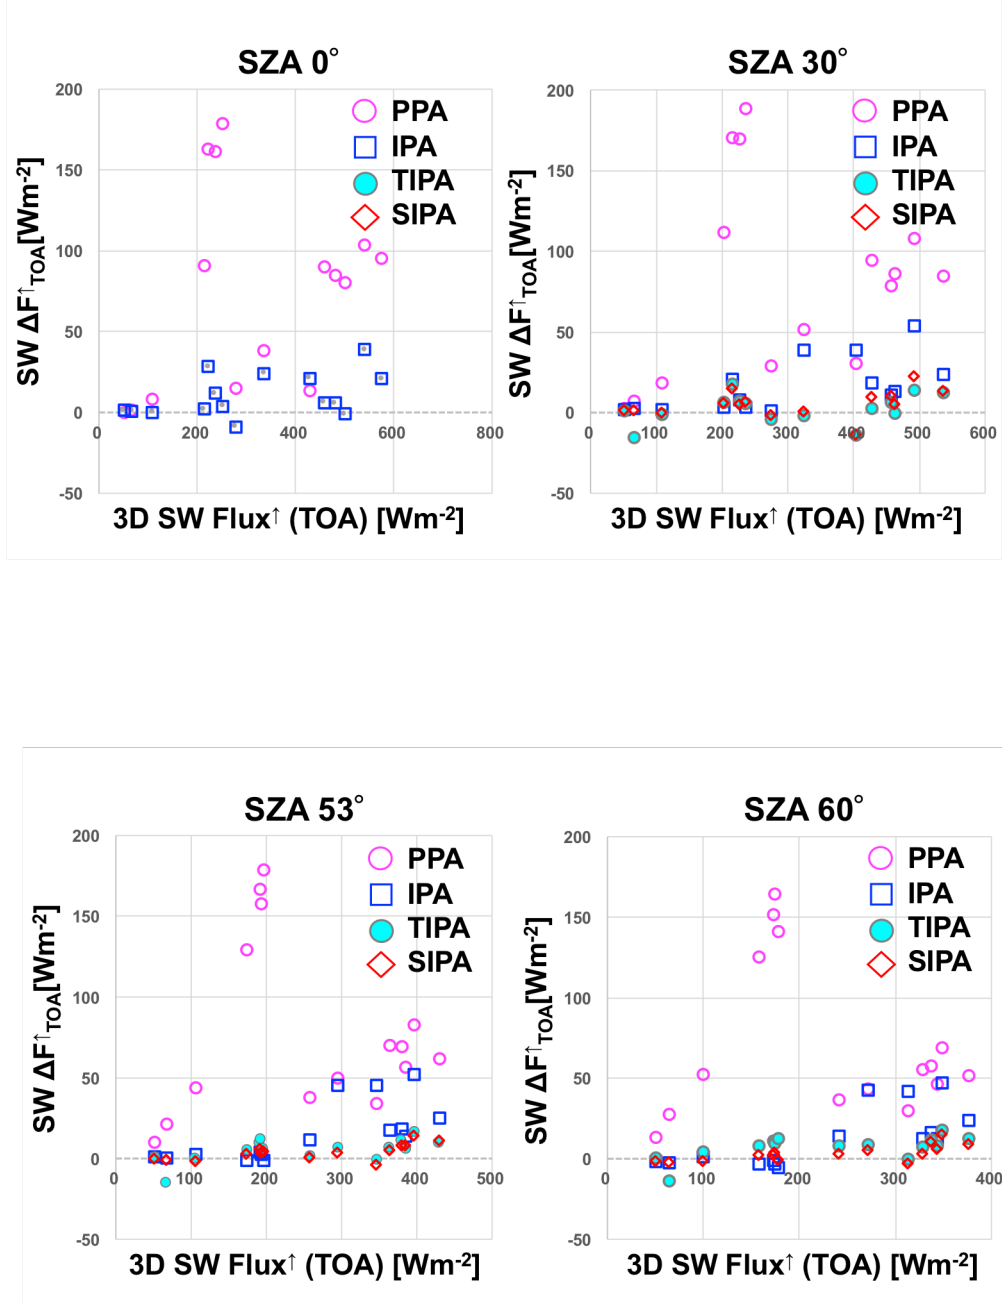 SZA 0°
SZA 30°
200
150
100
50
0
-50
0
200
400
600
800
PPA
IPA
TIPA
SIPA
SW ΔF↑TOA[Wm-2]
3D SW Flux↑ (TOA) [Wm-2]
200
150
100
50
0
-50
0
100
200
300
400
500
600
PPA
IPA
TIPA
SIPA
SW ΔF↑TOA[Wm-2]
3D SW Flux↑ (TOA) [Wm-2]
SZA 53°
SZA 60°
200
150
100
50
0
-50
0
100
200
300
400
500
PPA
IPA
TIPA
SIPA
SW ΔF↑TOA[Wm-2]
3D SW Flux↑ (TOA) [Wm-2]
200
150
100
50
0
-50
0
100
200
300
400
PPA
IPA
TIPA
SIPA
SW ΔF↑TOA[Wm-2]
3D SW Flux↑ (TOA) [Wm-2]